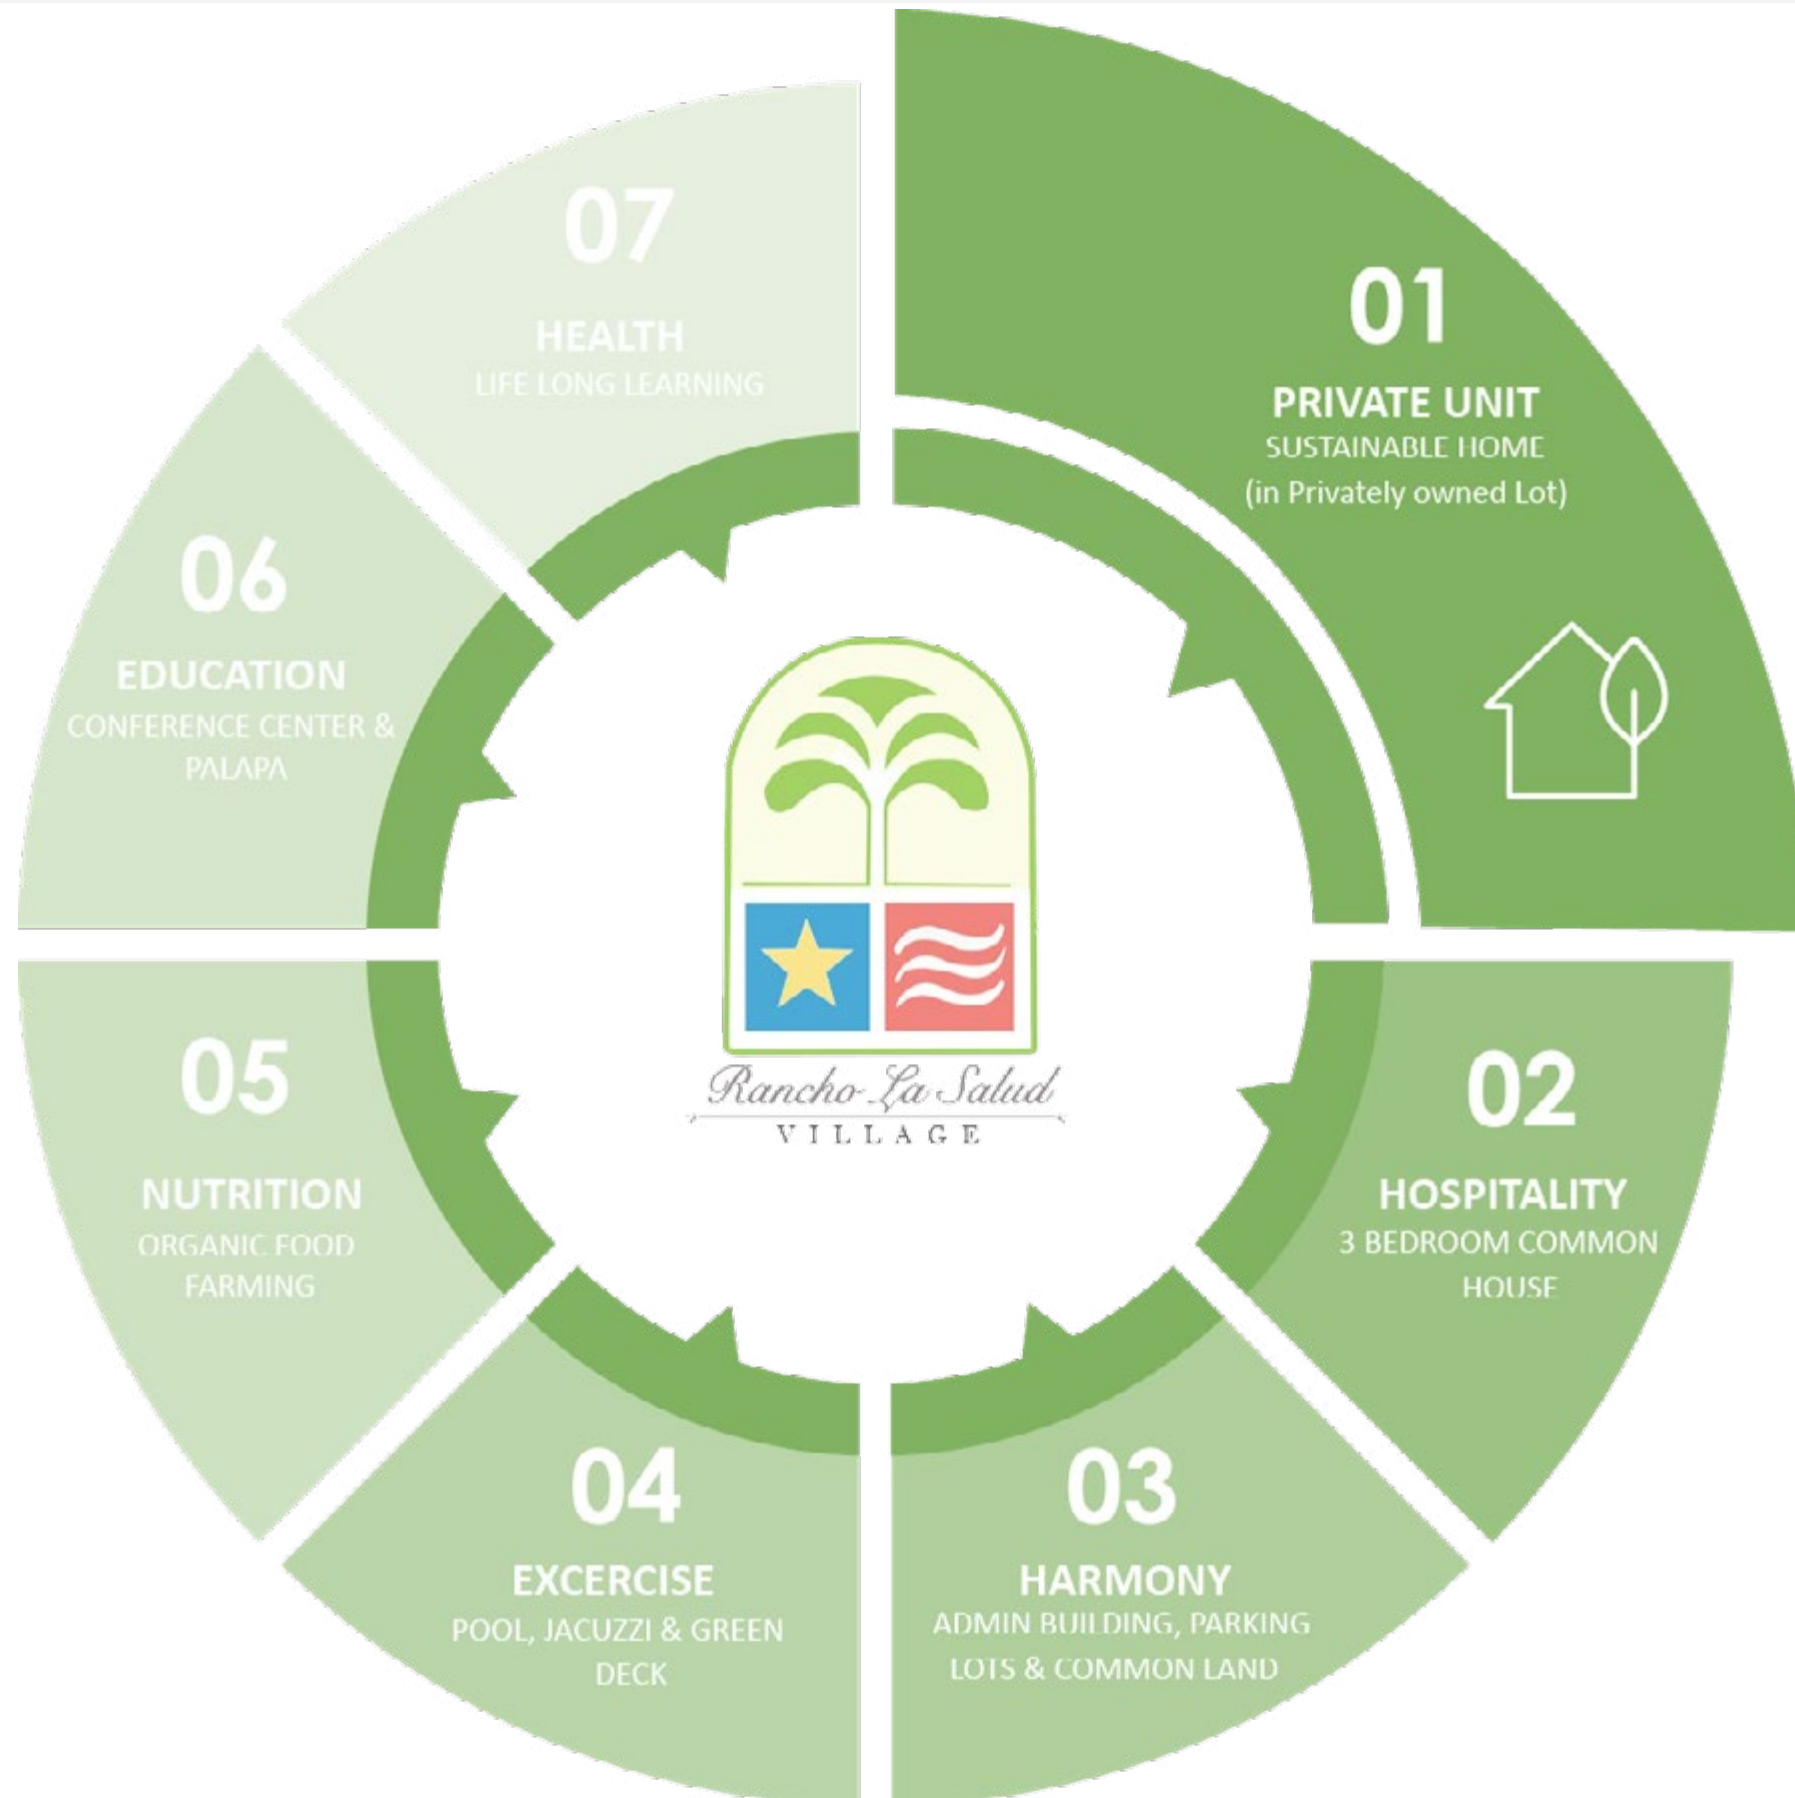 01
PRIVATE UNIT
SUSTAINABLE HOME
(in Privately owned Lot)
02
HOSPITALITY
3 BEDROOM COMMON
HOUSE
03
HARMONY
ADMIN BUILDING, PARKING
LOTS & COMMON LAND
04
EXCERCISE
POOL, JACUZZI & GREEN
DECK
05
NUTRITION
ORGANIC FOOD
FARMING
06
EDUCATION
CONFERENCE CENTER &
PALAPA
07
HEALTH
LIFE LONG LEARNING
Rancho La Salud
VILLAGE